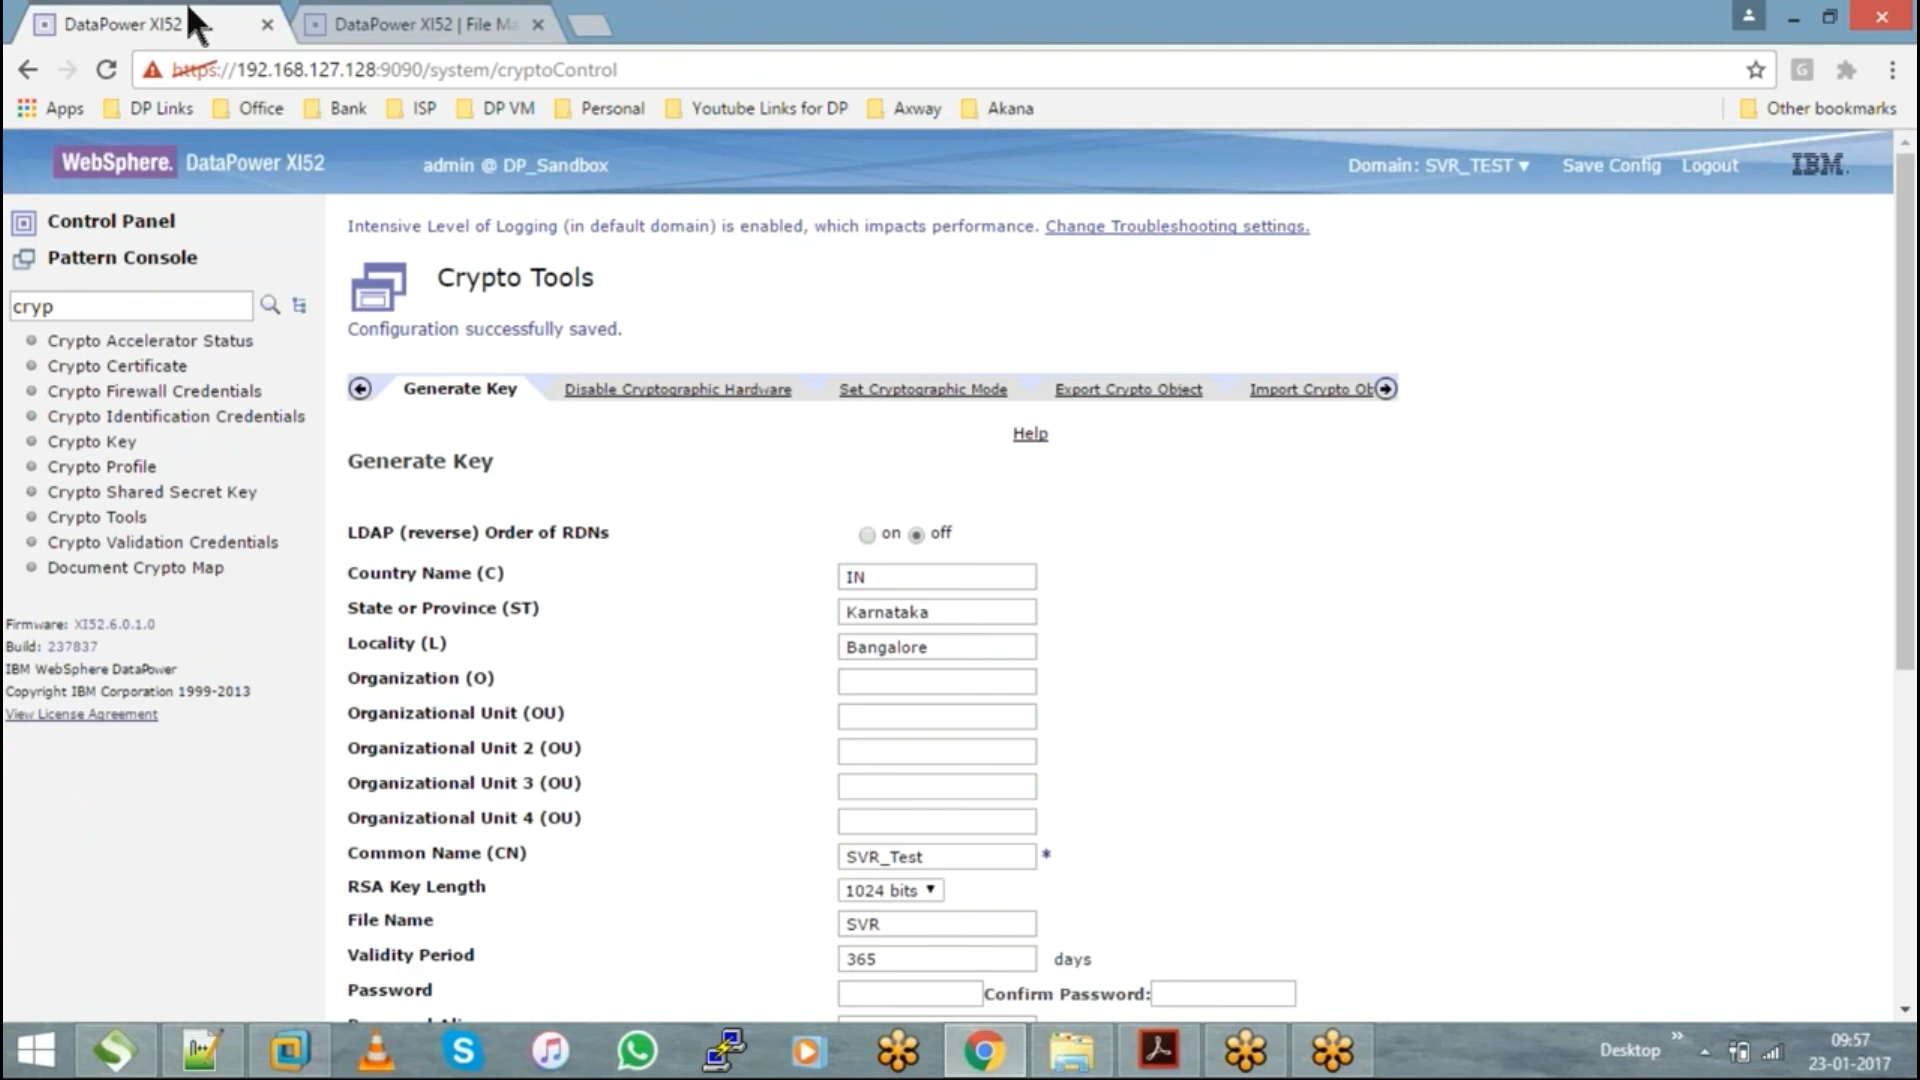 DataPower XI52
DataPower XI52 | File Ma
https://192.168.127.128:9090/system/cryptoControl
Apps
DP Links
Office
Bank
ISP
DP VM
Personal
Youtube Links for DP
Axway
Akana
Other bookmarks
WebSphere. DataPower XI52
admin @ DP_Sandbox
Domain: SVR_TEST ▼
Save Config
Logout
IBM.
Control Panel
Pattern Console
cryp
Crypto Accelerator Status
Crypto Certificate
Crypto Firewall Credentials
Crypto Identification Credentials
Crypto Key
Crypto Profile
Crypto Shared Secret Key
Crypto Tools
Crypto Validation Credentials
Document Crypto Map
Firmware: XI52.6.0.1.0
Build: 237837
IBM WebSphere DataPower
Copyright IBM Corporation 1999-2013
View License Agreement
Intensive Level of Logging (in default domain) is enabled, which impacts performance. Change Troubleshooting settings.
Crypto Tools
Configuration successfully saved.
Generate Key
Disable Cryptographic Hardware
Set Cryptographic Mode
Export Crypto Object
Import Crypto Ob
Help
Generate Key
LDAP (reverse) Order of RDNs on off
Country Name (C) IN
State or Province (ST) Karnataka
Locality (L) Bangalore
Organization (O)
Organizational Unit (OU)
Organizational Unit 2 (OU)
Organizational Unit 3 (OU)
Organizational Unit 4 (OU)
Common Name (CN) SVR_Test *
RSA Key Length 1024 bits ▼
File Name SVR
Validity Period 365 days
Password Confirm Password:
Desktop
09:57
23-01-2017